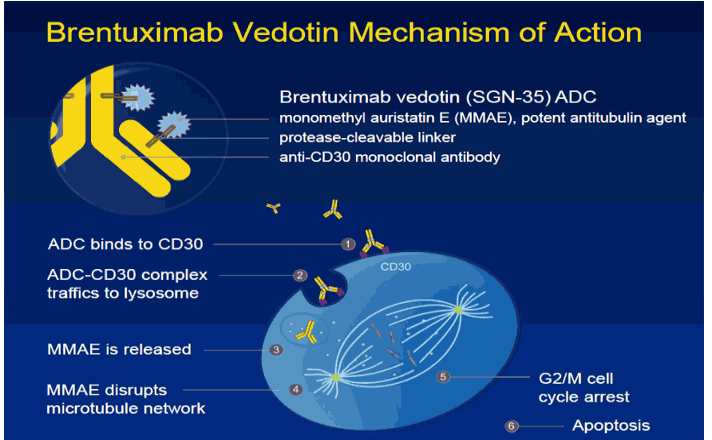 Brentuximab Vedotin Mechanism of Action
Brentuximab vedotin (SGN-35) ADC
monomethyl auristatin E (MMAE), potent antitubulin agent
protease-cleavable linker
anti-CD30 monoclonal antibody
ADC binds to CD30
1
CD30
ADC-CD30 complex
traffics to lysosome
2
MMAE is released
3
MMAE disrupts
microtubule network
4
5
G2/M cell
cycle arrest
6
Apoptosis